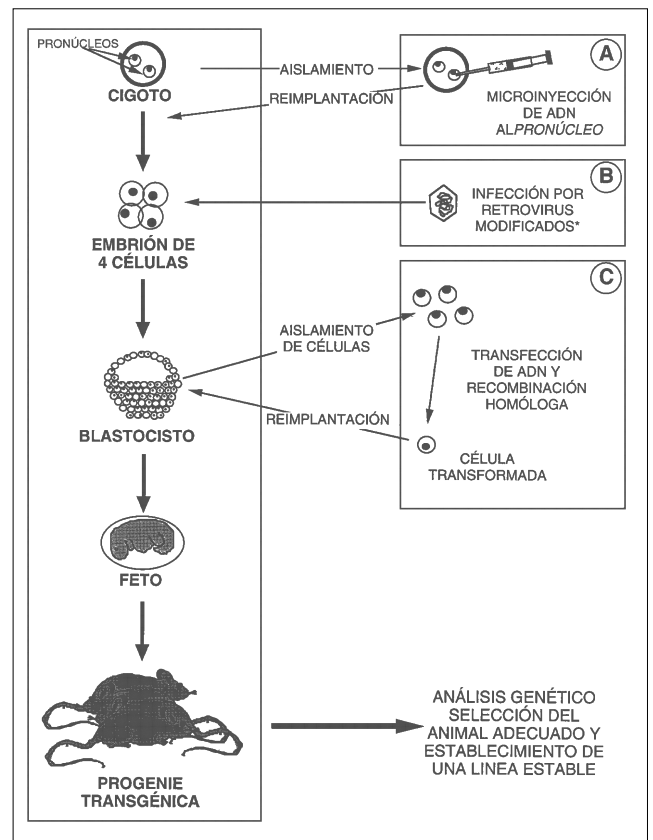 PRONÚCLEOS
CIGOTO
AISLAMIENTO
REIMPLANTACIÓN
A
MICROINYECCIÓN
DE ADN
ALPRONÚCLEO
EMBRIÓN DE
4 CÉLULAS
B
INFECCIÓN POR
RETROVIRUS
MODIFICADOS*
C
AISLAMIENTO
DE CÉLULAS
TRANSFECCIÓN
DE ADN Y
RECOMBINACIÓN
HOMÓLOGA
REIMPLANTACIÓN
BLASTOCISTO
CÉLULA
TRANSFORMADA
FETO
PROGENIE
TRANSGÉNICA
ANÁLISIS GENÉTICO
SELECCIÓN DEL
ANIMAL ADECUADO Y
ESTABLECIMIENTO DE
UNA LINEA ESTABLE